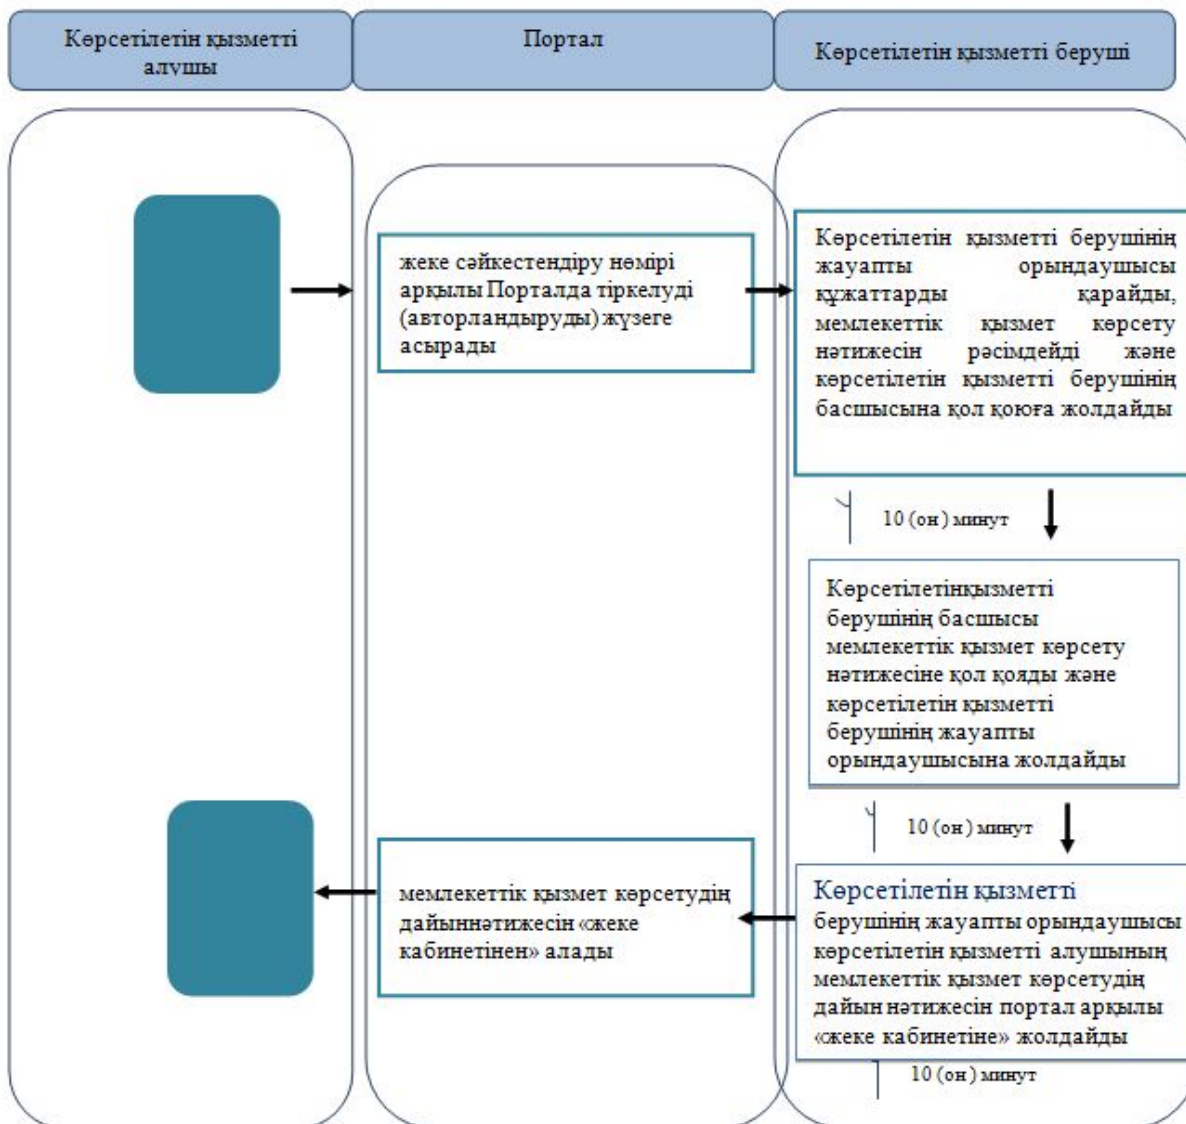 Көрсетілетін қызметті
алушы
Портал
Көрсетілетін қызметті беруші
жеке сәйкестендіру нөмірі
арқылы Порталда тіркелуді
(авторландыруды) жүзеге
асырады
Көрсетілетін қызметті берушінің
жауапты орындаушысы
құжаттарды қарайды,
мемлекеттік қызмет көрсету
нәтижесін рәсімдейді және
көрсетілетін қызметті берушінің
басшысына қол қоюға жолдайды
10 (он) минут
Көрсетілетінқызметті
берушінің басшысы
мемлекеттік қызмет көрсету
нәтижесіне қол қояды және
көрсетілетін қызметті
берушінің жауапты
орындаушысына жолдайды
10 (он) минут
Көрсетілетін қызметті
берушінің жауапты орындаушысы
көрсетілетін қызметті алушының
мемлекеттік қызмет көрсетудің
дайын нәтижесін портал арқылы
«жеке кабинетіне» жолдайды
10 (он) минут
мемлекеттік қызмет көрсетудің
дайыннәтижесін «жеке
кабинетінен» алады